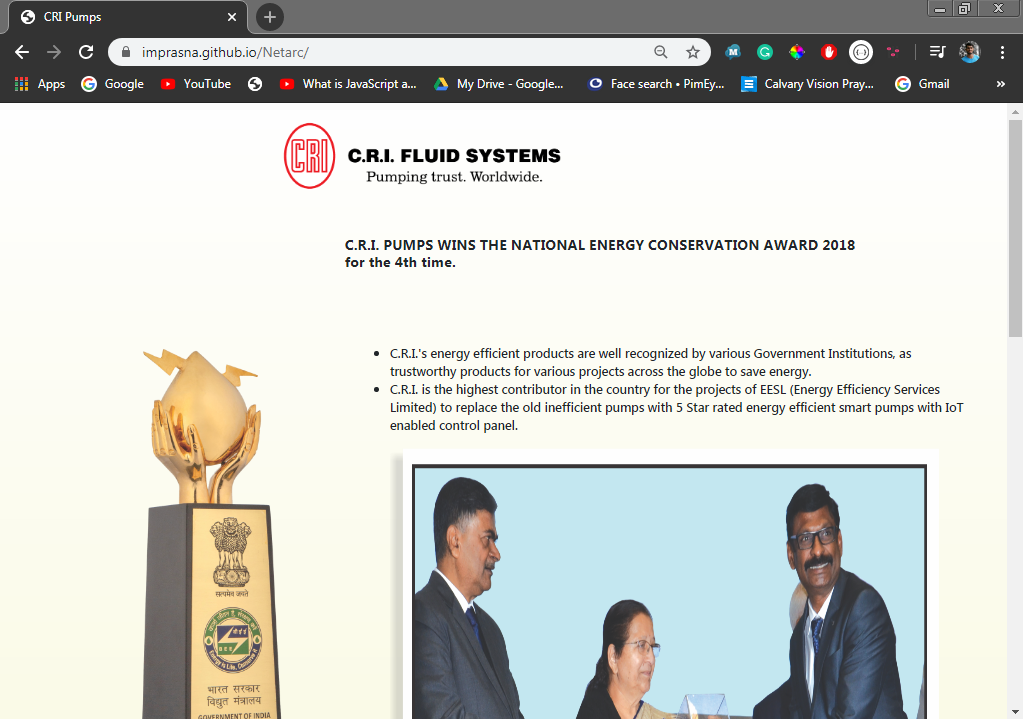 CRI Pumps
imprasna.github.io/Netarc/
Apps
Google
YouTube
What is JavaScript a...
My Drive - Google...
Face search • PimEy...
Calvary Vision Pray...
Gmail
»
CRI
C.R.I. FLUID SYSTEMS
Pumping trust. Worldwide.
C.R.I. PUMPS WINS THE NATIONAL ENERGY CONSERVATION AWARD 2018
for the 4th time.
• C.R.I.'s energy efficient products are well recognized by various Government Institutions, as
trustworthy products for various projects across the globe to save energy.
• C.R.I. is the highest contributor in the country for the projects of EESL (Energy Efficiency Services
Limited) to replace the old inefficient pumps with 5 Star rated energy efficient smart pumps with IoT
enabled control panel.
सत्यमेव जयते
Energy is Life, Conserve it
भारत सरकार
विद्युत मंत्रालय
GOVERNMENT OF INDIA